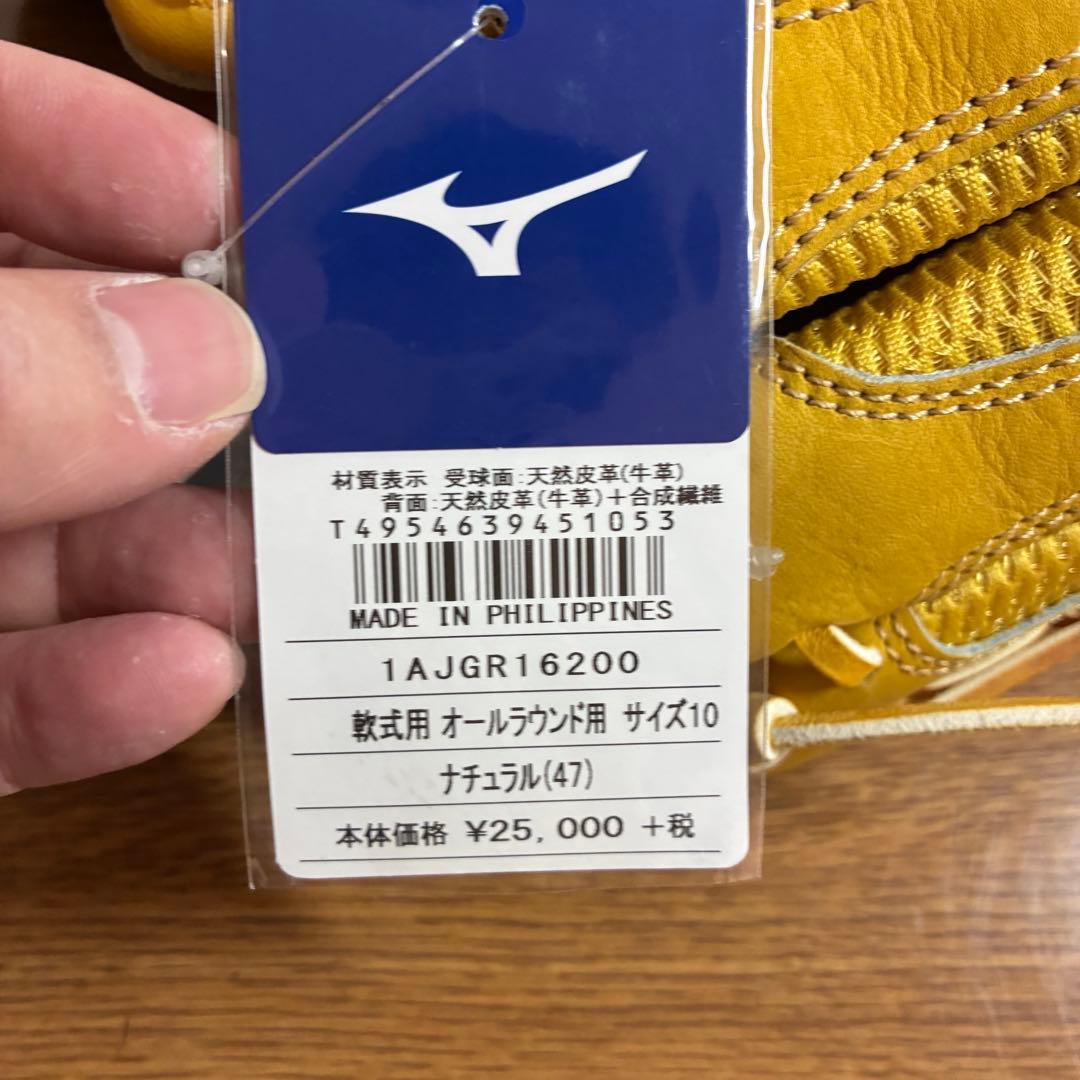 材質表示 受球面:天然皮革(牛革)
背面:天然皮革(牛革)+合成繊維
T4954639451053
MADE IN PHILIPPINES
1AJGR16200
軟式用 オールラウンド用 サイズ10
ナチュラル(47)
本体価格 ¥25,000 +税